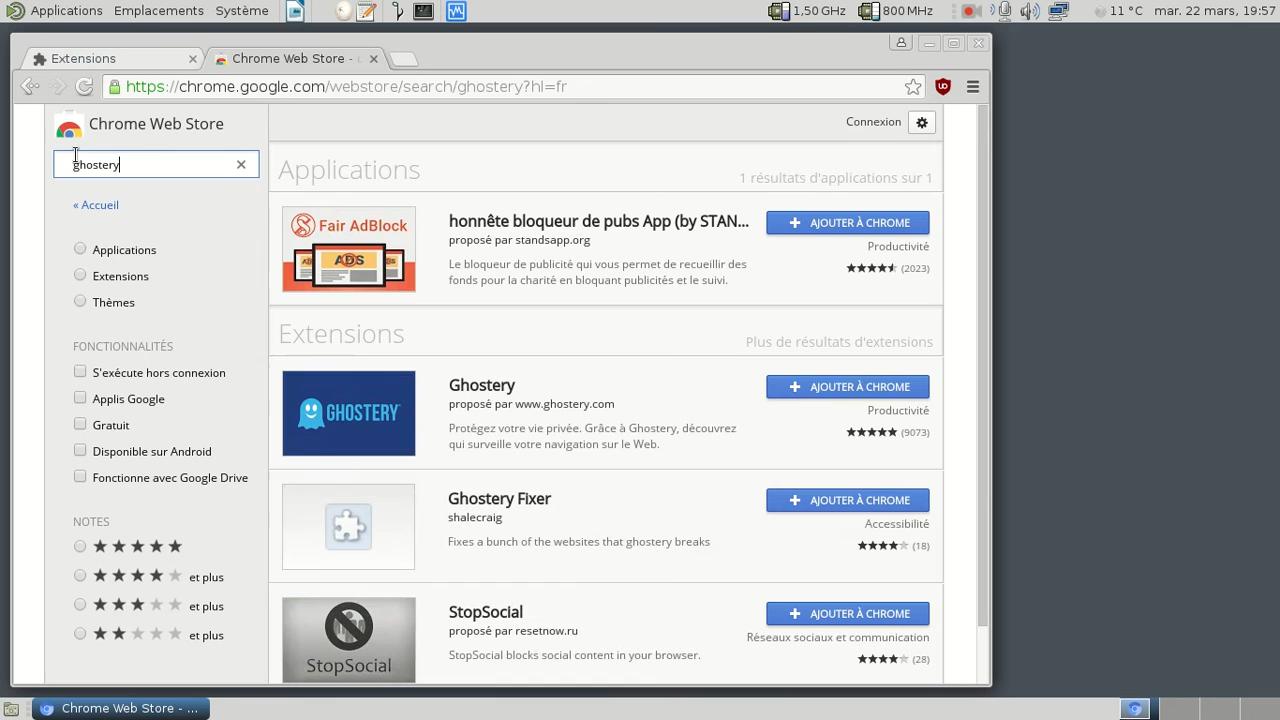 Applications Emplacements Système 1,50 GHz 800 MHz 11 °C mar. 22 mars, 19:57
Extensions Chrome Web Store -
https://chrome.google.com/webstore/search/ghostery?hl=fr
Chrome Web Store
Connexion
ghostery
« Accueil
Applications
Extensions
Thèmes
FONCTIONNALITÉS
S'exécute hors connexion
Applis Google
Gratuit
Disponible sur Android
Fonctionne avec Google Drive
NOTES
et plus
et plus
et plus
Applications
1 résultats d'applications sur 1
Fair AdBlock
ADS
honnête bloqueur de pubs App (by STAN...
proposé par standsapp.org
Le bloqueur de publicité qui vous permet de recueillir des
fonds pour la charité en bloquant publicités et le suivi.
AJOUTER À CHROME
Productivité
(2023)
Extensions
Plus de résultats d'extensions
GHOSTERY
Ghostery
proposé par www.ghostery.com
Protégez votre vie privée. Grâce à Ghostery, découvrez
qui surveille votre navigation sur le Web.
AJOUTER À CHROME
Productivité
(9073)
Ghostery Fixer
shalecraig
Fixes a bunch of the websites that ghostery breaks
AJOUTER À CHROME
Accessibilité
(18)
StopSocial
StopSocial
proposé par resetnow.ru
StopSocial blocks social content in your browser.
AJOUTER À CHROME
Réseaux sociaux et communication
(28)
Chrome Web Store - ...